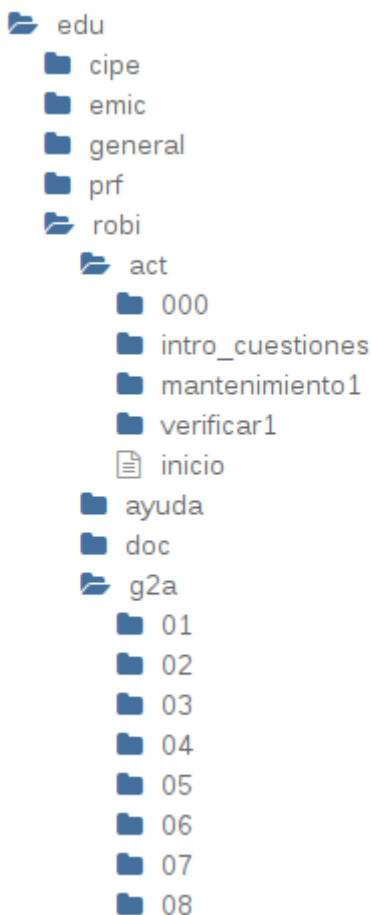 edu
cipe
emic
general
prf
robi
act
000
intro_cuestiones
mantenimiento1
verificar1
inicio
ayuda
doc
g2a
01
02
03
04
05
06
07
08